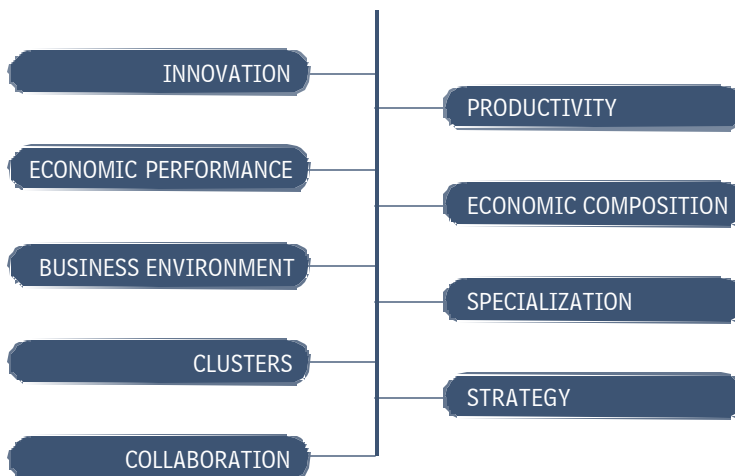 INNOVATION
PRODUCTIVITY
ECONOMIC PERFORMANCE
ECONOMIC COMPOSITION
BUSINESS ENVIRONMENT
SPECIALIZATION
CLUSTERS
STRATEGY
COLLABORATION